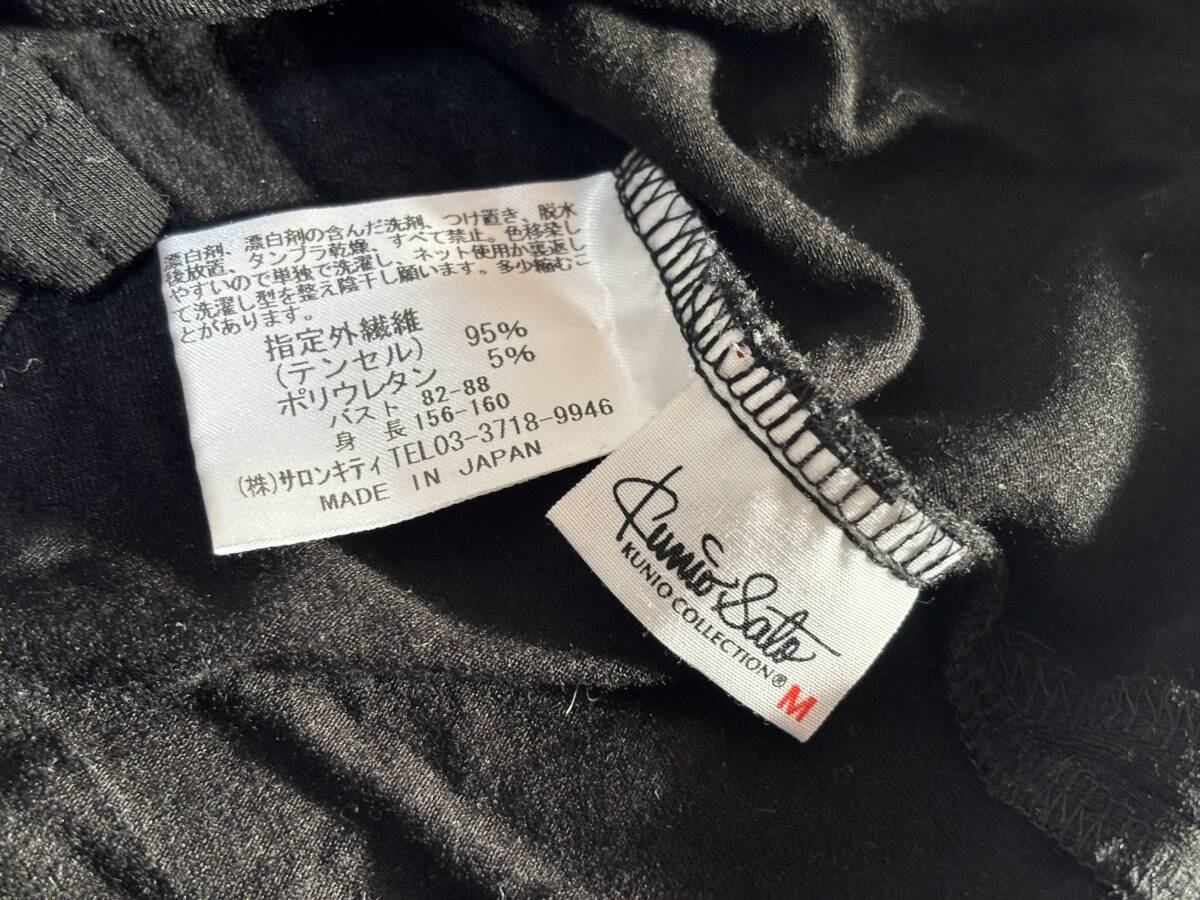 漂白剤、漂白剤の含んだ洗剤、つけ置き、脱水
後放置、タンブラ乾燥、すべて禁止。色移染し
やすいので単独で洗濯し、ネット使用か裏返し
て洗濯し型を整え陰干し願います。多少縮むこ
とがあります。
指定外繊維 95%
(テンセル)
ポリウレタン 5%
バスト 82-88
身 長 156-160
(株)サロンキティ TEL03-3718-9946
MADE IN JAPAN
Kunio Sato
KUNIO COLLECTION®
M